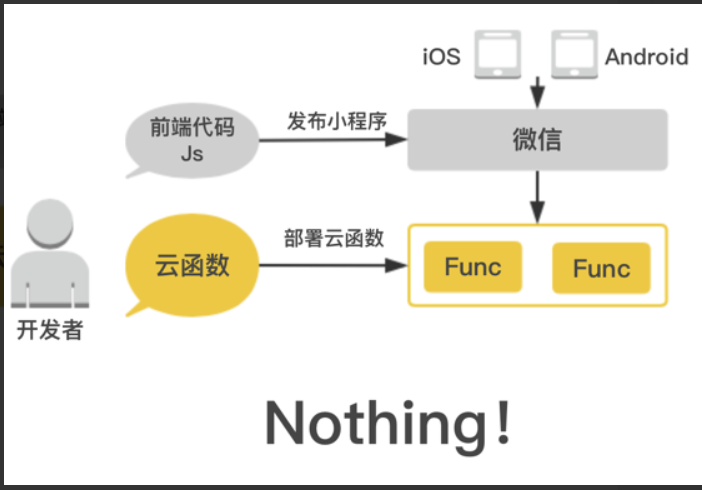 iOS
Android
前端代码
Js
发布小程序
微信
云函数
部署云函数
Func
Func
开发者
Nothing!